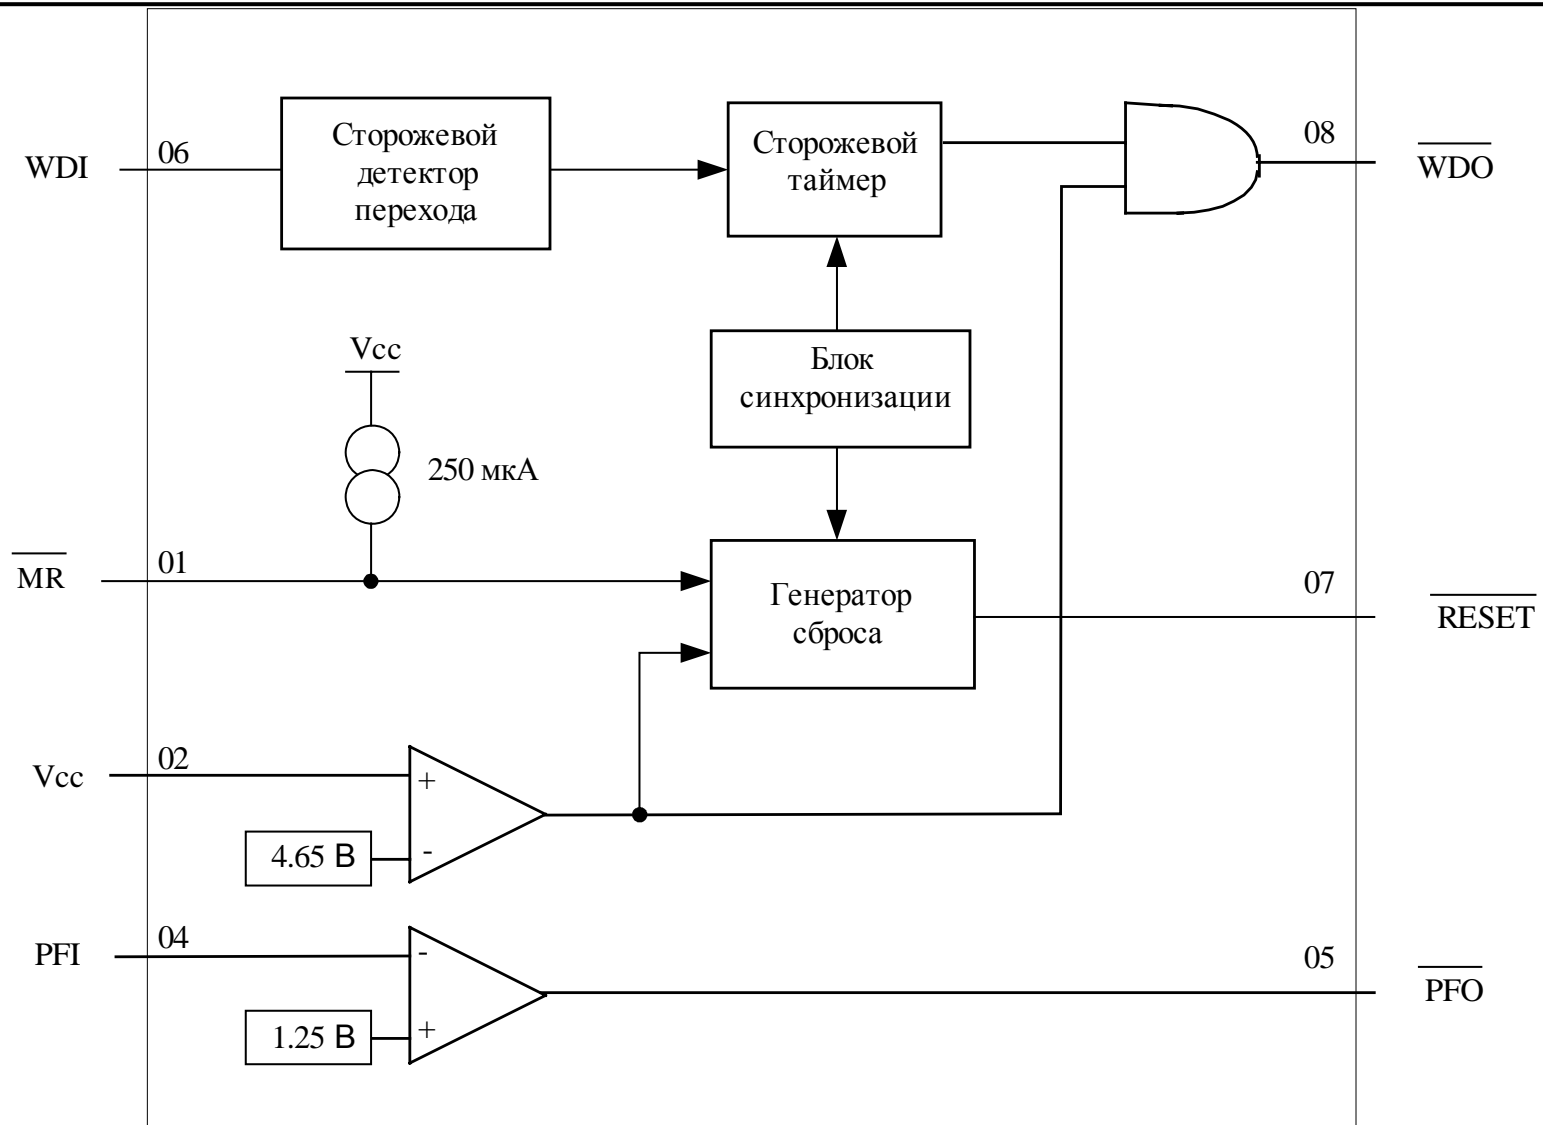 WDI
06
Сторожевой
детектор
перехода
Сторожевой
таймер
08
WDO
Vcc
250 мкА
Блок
синхронизации
MR
01
Генератор
сброса
07
RESET
Vcc
02
+
4.65 В
-
PFI
04
-
1.25 В
+
05
PFO